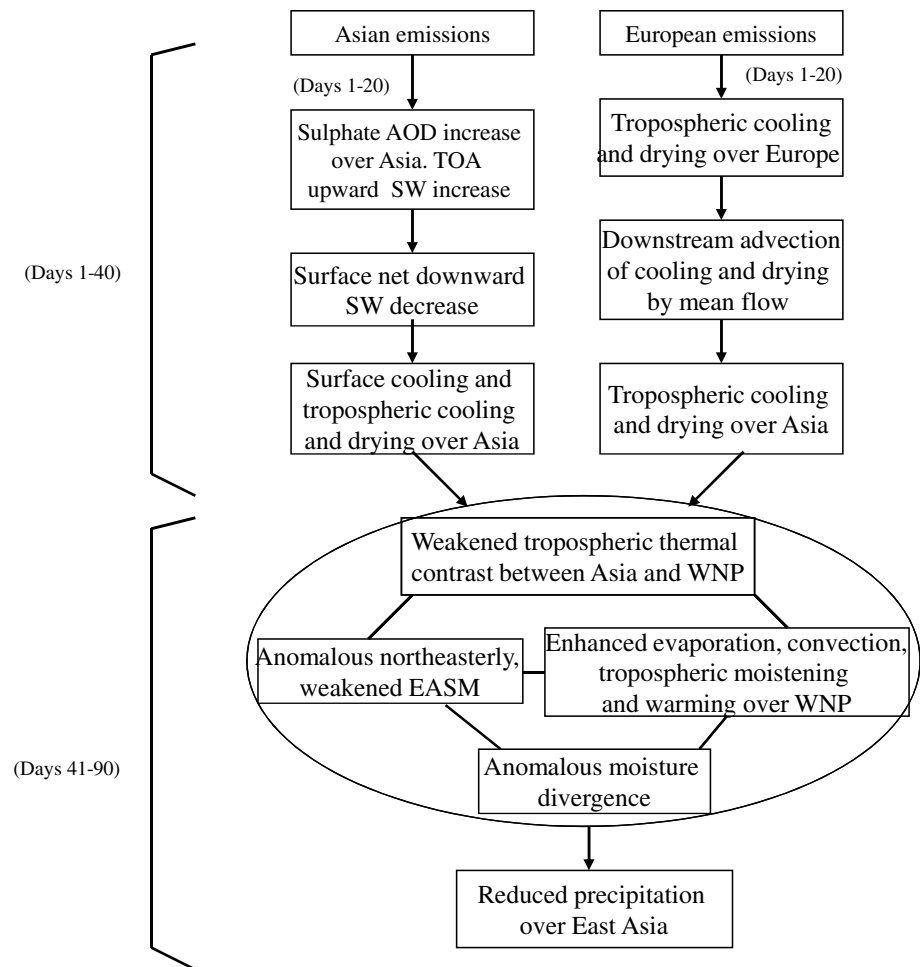 Asian emissions
European emissions
(Days 1-20)
(Days 1-20)
Sulphate AOD increase
over Asia. TOA
upward SW increase
Tropospheric cooling
and drying over Europe
(Days 1-40)
Surface net downward
SW decrease
Downstream advection
of cooling and drying
by mean flow
Surface cooling and
tropospheric cooling
and drying over Asia
Tropospheric cooling
and drying over Asia
Weakened tropospheric thermal
contrast between Asia and WNP
Anomalous northeasterly,
weakened EASM
Enhanced evaporation, convection,
tropospheric moistening
and warming over WNP
(Days 41-90)
Anomalous moisture
divergence
Reduced precipitation
over East Asia